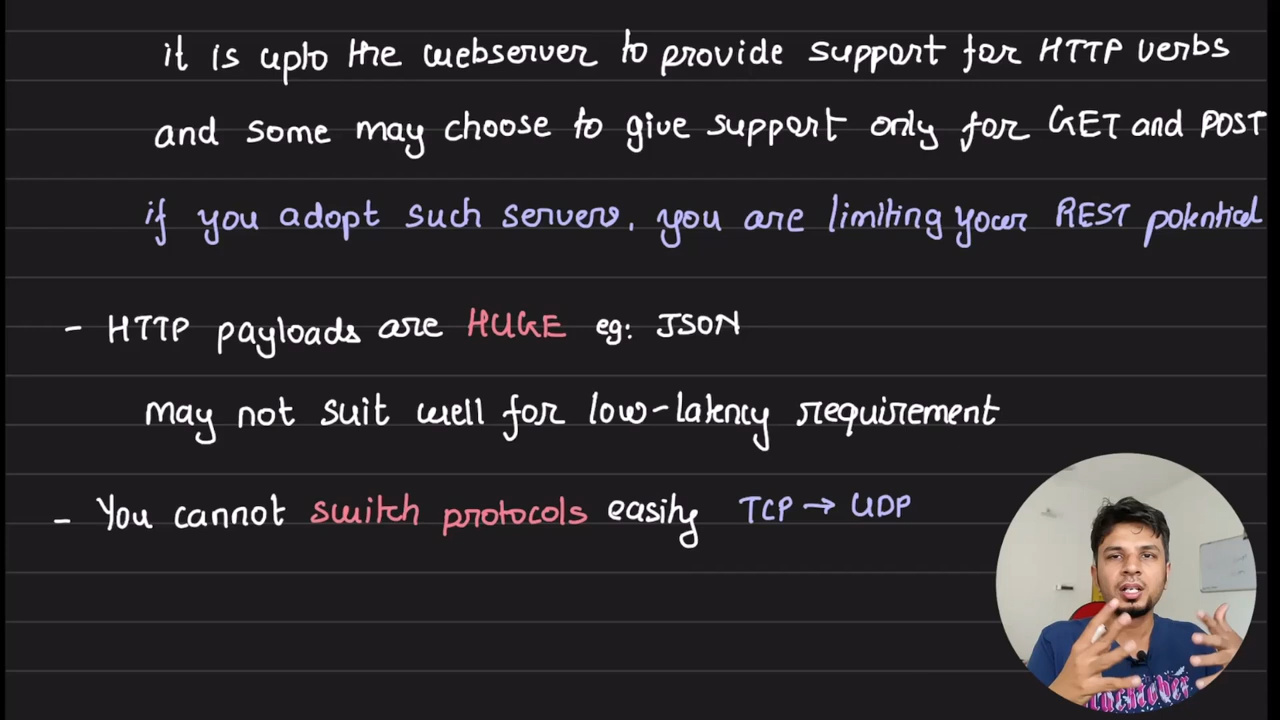 it is upto the webserver to provide support for HTTP verbs
and some may choose to give support only for GET and POST
if you adopt such servers, you are limiting your REST potential
- HTTP payloads are HUGE eg: JSON
may not suit well for low-latency requirement
- You cannot switch protocols easily TCP → UDP